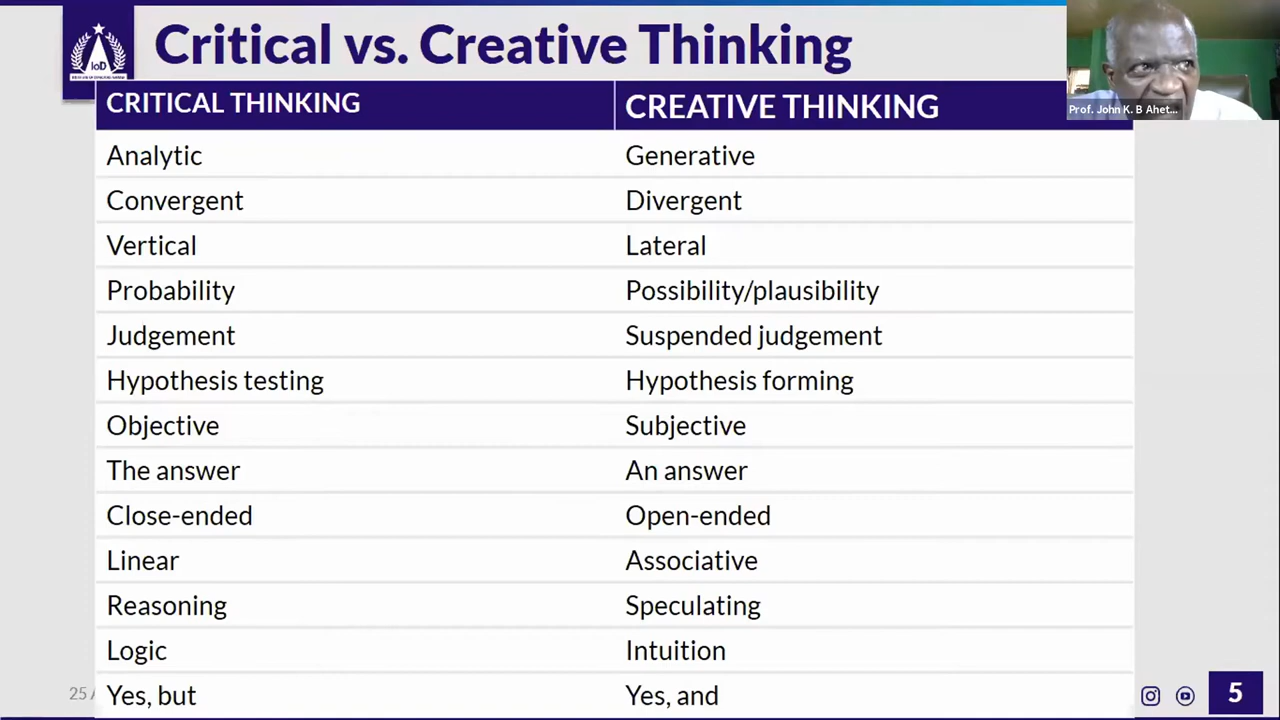 Critical vs. Creative Thinking
IoD
Prof. John K. B Ahet...
CRITICAL THINKING CREATIVE THINKING
Analytic Generative
Convergent Divergent
Vertical Lateral
Probability Possibility/plausibility
Judgement Suspended judgement
Hypothesis testing Hypothesis forming
Objective Subjective
The answer An answer
Close-ended Open-ended
Linear Associative
Reasoning Speculating
Logic Intuition
25 Yes, but Yes, and 5